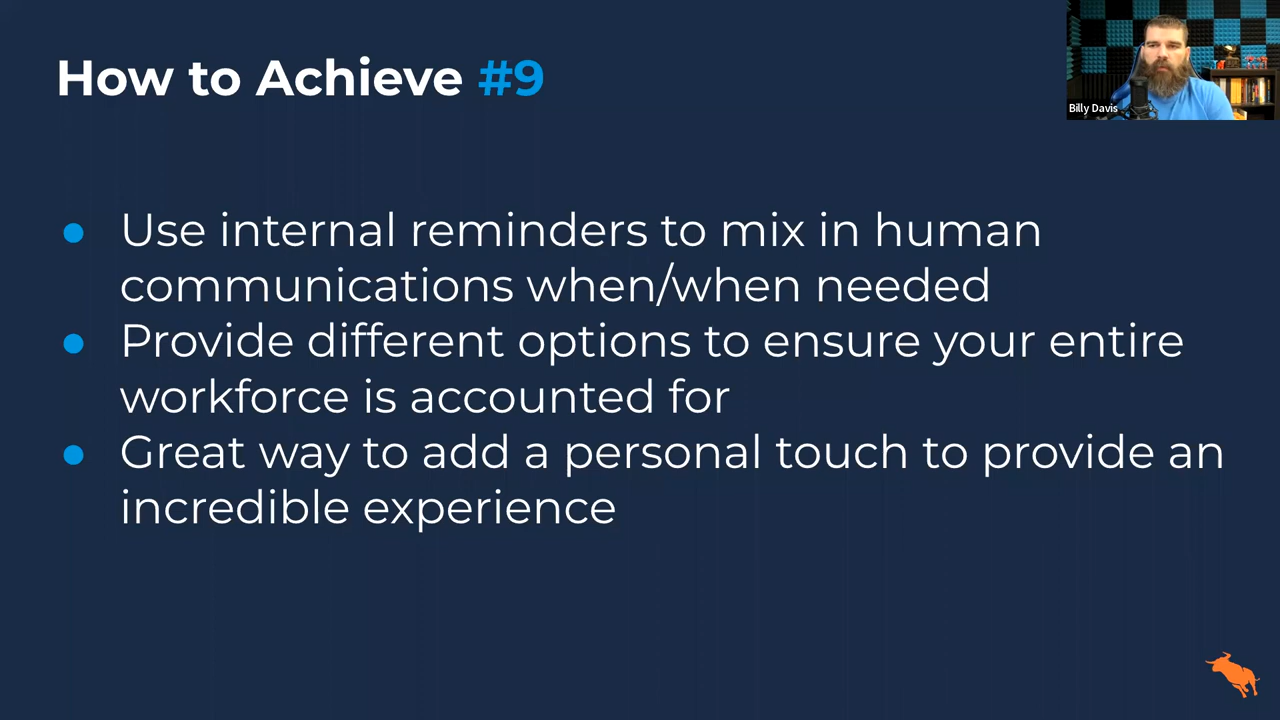 How to Achieve #9
Billy Davis
● Use internal reminders to mix in human
communications when/when needed
● Provide different options to ensure your entire
workforce is accounted for
● Great way to add a personal touch to provide an
incredible experience